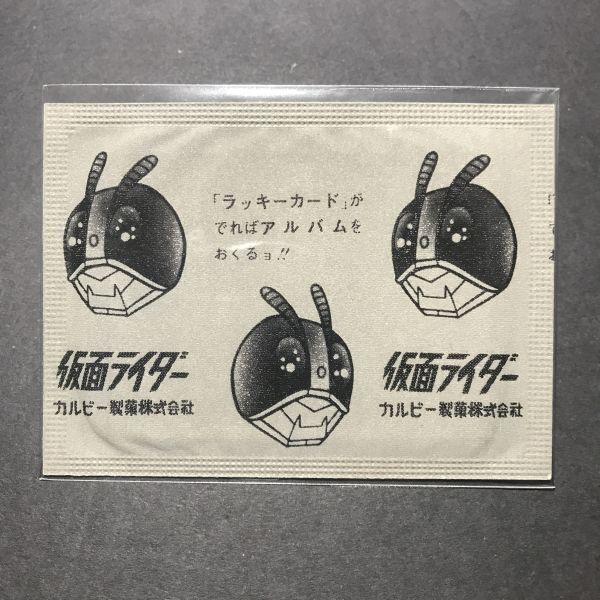 「ラッキーカード」が
でればアルバムを
おくるョ!!
仮面ライダー
カルビー製菓株式会社
仮面ライダー
カルビー製菓株式会社